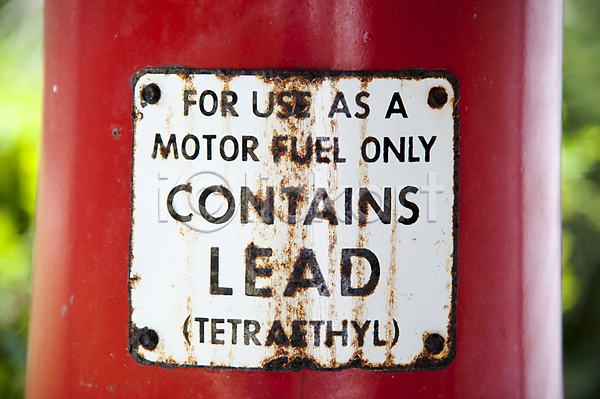 FOR USE AS A
MOTOR FUEL ONLY
CONTAINS
LEAD
(TETRAETHYL)